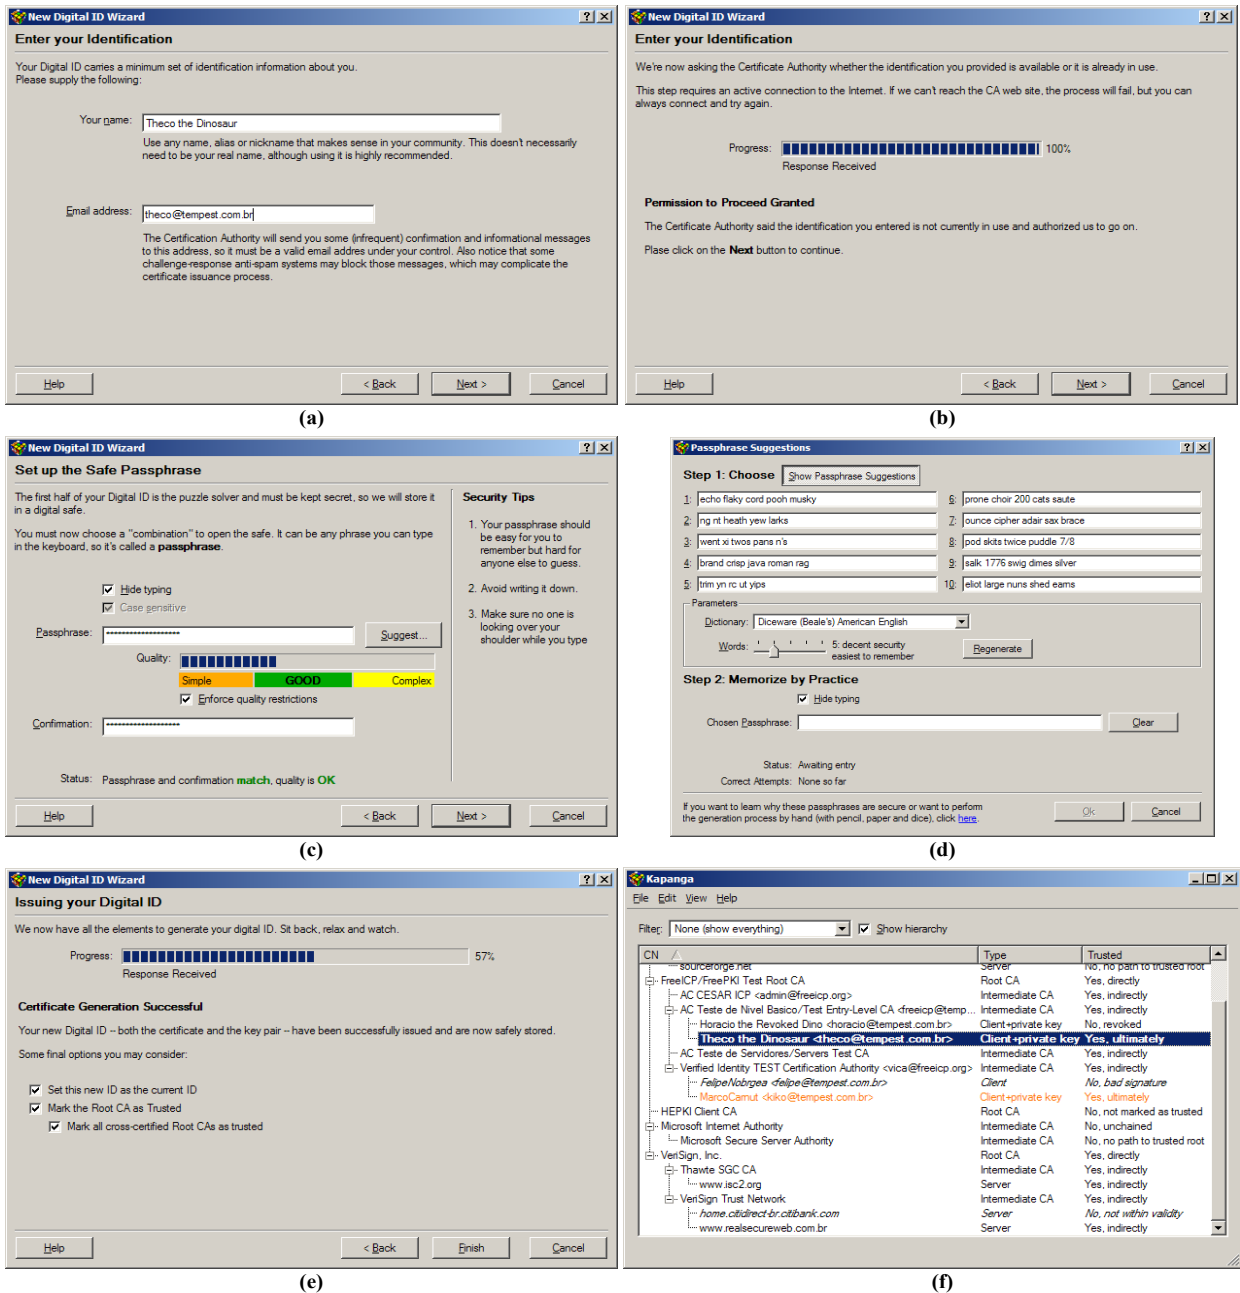 New Digital ID Wizard
Enter your Identification
Your Digital ID carries a minimum set of identification information about you.
Please supply the following:
Your name: Theco the Dinosaur
Use any name, alias or nickname that makes sense in your community. This doesn't necessarily
need to be your real name, although using it is highly recommended.
Email address: theco@tempest.com.br
The Certification Authority will send you some (infrequent) confirmation and informational messages
to this address, so it must be a valid email addres under your control. Also notice that some
challenge-response anti-spam systems may block those messages, which may complicate the
certificate issuance process.
Help < Back Next > Cancel
(a)
New Digital ID Wizard
Enter your Identification
We're now asking the Certificate Authority whether the identification you provided is available or it is already in use.
This step requires an active connection to the Internet. If we can't reach the CA web site, the process will fail, but you can
always connect and try again.
Progress: 100%
Response Received
Permission to Proceed Granted
The Certificate Authority said the identification you entered is not currently in use and authorized us to go on.
Plase click on the Next button to continue.
Help < Back Next > Cancel
(b)
New Digital ID Wizard
Set up the Safe Passphrase
The first half of your Digital ID is the puzzle solver and must be kept secret, so we will store it
in a digital safe.
You must now choose a "combination" to open the safe. It can be any phrase you can type
in the keyboard, so it's called a passphrase.
Hide typing
Case sensitive
Passphrase: ******************* Suggest...
Quality:
Simple GOOD Complex
Enforce quality restrictions
Confirmation: *******************
Status: Passphrase and confirmation match, quality is OK
Security Tips
1. Your passphrase should
be easy for you to
remember but hard for
anyone else to guess.
2. Avoid writing it down.
3. Make sure no one is
looking over your
shoulder while you type
Help < Back Next > Cancel
(c)
Passphrase Suggestions
Step 1: Choose Show Passphrase Suggestions
1: echo flaky cord pooh musky
2: ng nt heath yew larks
3: went xi twos pans n's
4: brand crisp java roman rag
5: trim yn rc ut yips
6: prone choir 200 cats saute
7: ounce cipher adair sax brace
8: pod skits twice puddle 7/8
9: salk 1776 swig dimes silver
10: eliot large nuns shed earns
Parameters
Dictionary: Diceware (Beale's) American English
Words: 5: decent security
easiest to remember
Regenerate
Step 2: Memorize by Practice
Hide typing
Chosen Passphrase: Clear
Status: Awaiting entry
Correct Attempts: None so far
If you want to learn why these passphrases are secure or want to perform
the generation process by hand (with pencil, paper and dice), click here.
Ok Cancel
(d)
New Digital ID Wizard
Issuing your Digital ID
We now have all the elements to generate your digital ID. Sit back, relax and watch.
Progress: 57%
Response Received
Certificate Generation Successful
Your new Digital ID -- both the certificate and the key pair -- have been successfully issued and are now safely stored.
Some final options you may consider:
Set this new ID as the current ID
Mark the Root CA as Trusted
Mark all cross-certified Root CAs as trusted
Help < Back Finish Cancel
(e)
Kapanga
File Edit View Help
Filter: None (show everything) Show hierarchy
CN Type Trusted
sourceforge.net Server No, no path to trusted root
FreeICP/FreePKI Test Root CA Root CA Yes, directly
AC CESAR ICP <admin@freeicp.org> Intermediate CA Yes, indirectly
AC Teste de Nivel Basico/Test Entry-Level CA <freeicp@temp... Intermediate CA Yes, indirectly
Horacio the Revoked Dino <horacio@tempest.com.br> Client+private key No, revoked
Theco the Dinosaur <theco@tempest.com.br> Client+private key Yes, ultimately
AC Teste de Servidores/Servers Test CA Intermediate CA Yes, indirectly
Verified Identity TEST Certification Authority <vica@freeicp.org> Intermediate CA Yes, indirectly
FelipeNobrega <felipe@tempest.com.br> Client No, bad signature
MarcoCarnut <kiko@tempest.com.br> Client+private key Yes, ultimately
HEPKI Client CA Root CA No, not marked as trusted
Microsoft Internet Authority Intermediate CA No, unchained
Microsoft Secure Server Authority Intermediate CA No, no path to trusted root
VeriSign, Inc. Root CA Yes, directly
Thawte SGC CA Intermediate CA Yes, indirectly
www.isc2.org Server Yes, indirectly
VeriSign Trust Network Intermediate CA Yes, indirectly
home.citidirect-br.citibank.com Server No, not within validity
www.realsecureweb.com.br Server Yes, indirectly
(f)